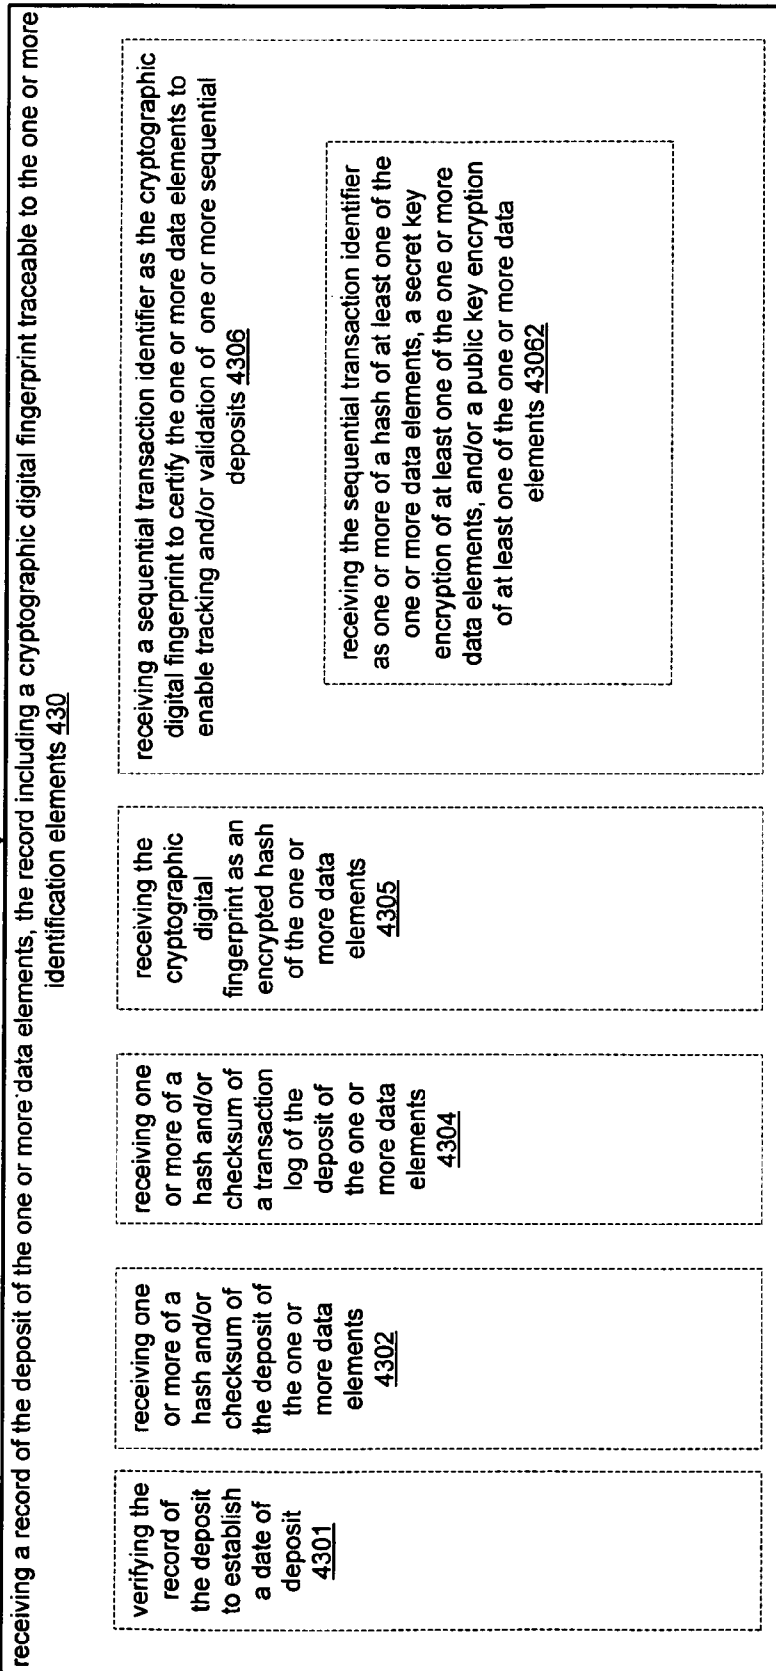 receiving a record of the deposit of the one or more data elements, the record including a cryptographic digital fingerprint traceable to the one or more
identification elements 430
verifying the
record of
the deposit
to establish
a date of
deposit
4301
receiving one
or more of a
hash and/or
checksum of
the deposit of
the one or
more data
elements
4302
receiving one
or more of a
hash and/or
checksum of
a transaction
log of the
deposit of
the one or
more data
elements
4304
receiving the
cryptographic
digital
fingerprint as an
encrypted hash
of the one or
more data
elements
4305
receiving a sequential transaction identifier as the cryptographic
digital fingerprint to certify the one or more data elements to
enable tracking and/or validation of one or more sequential
deposits 4306
receiving the sequential transaction identifier
as one or more of a hash of at least one of the
one or more data elements, a secret key
encryption of at least one of the one or more
data elements, and/or a public key encryption
of at least one of the one or more data
elements 43062